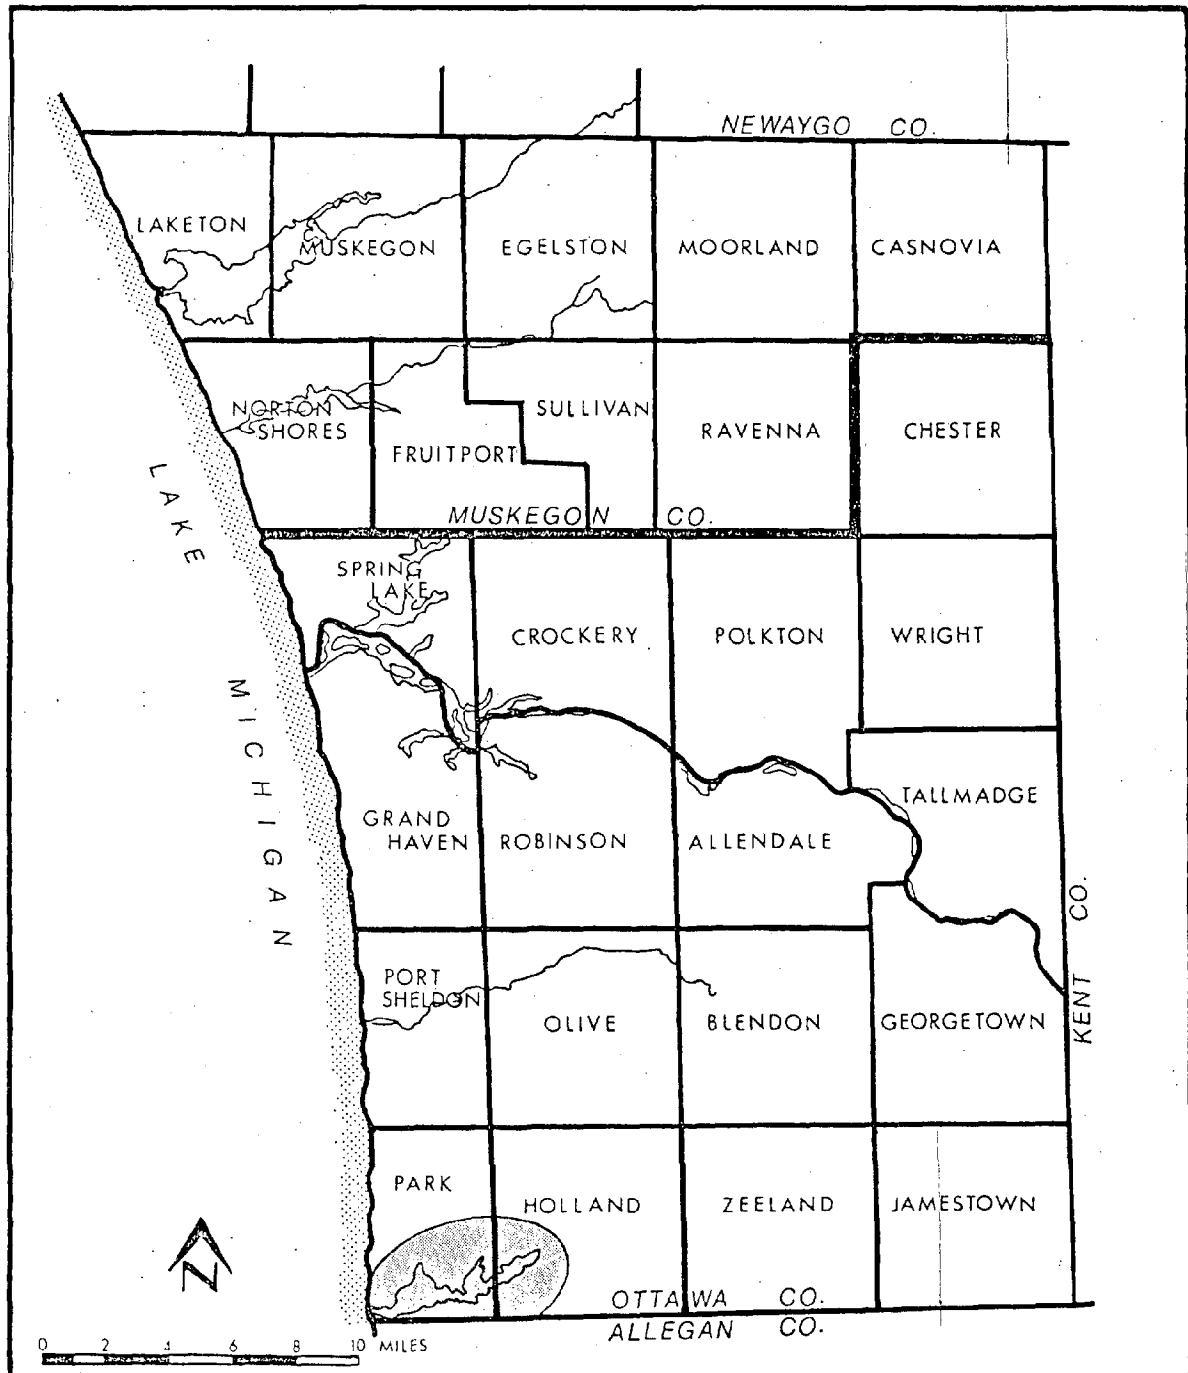 NEWAYGO CO.
LAKETON
MUSKEGON
EGELSTON
MOORLAND
CASNOVIA
NORTON
SHORES
FRUITPORT
SULLIVAN
RAVENNA
CHESTER
MUSKEGON CO.
LAKE
MICHIGAN
SPRING
LAKE
CROCKERY
POLKTON
WRIGHT
GRAND
HAVEN
ROBINSON
ALLENDALE
TALLMADGE
KENT CO.
PORT
SHELDON
OLIVE
BLENDON
GEORGETOWN
PARK
HOLLAND
ZEELAND
JAMESTOWN
OTTAWA CO.
ALLEGAN CO.
N
0 2 4 6 8 10 MILES